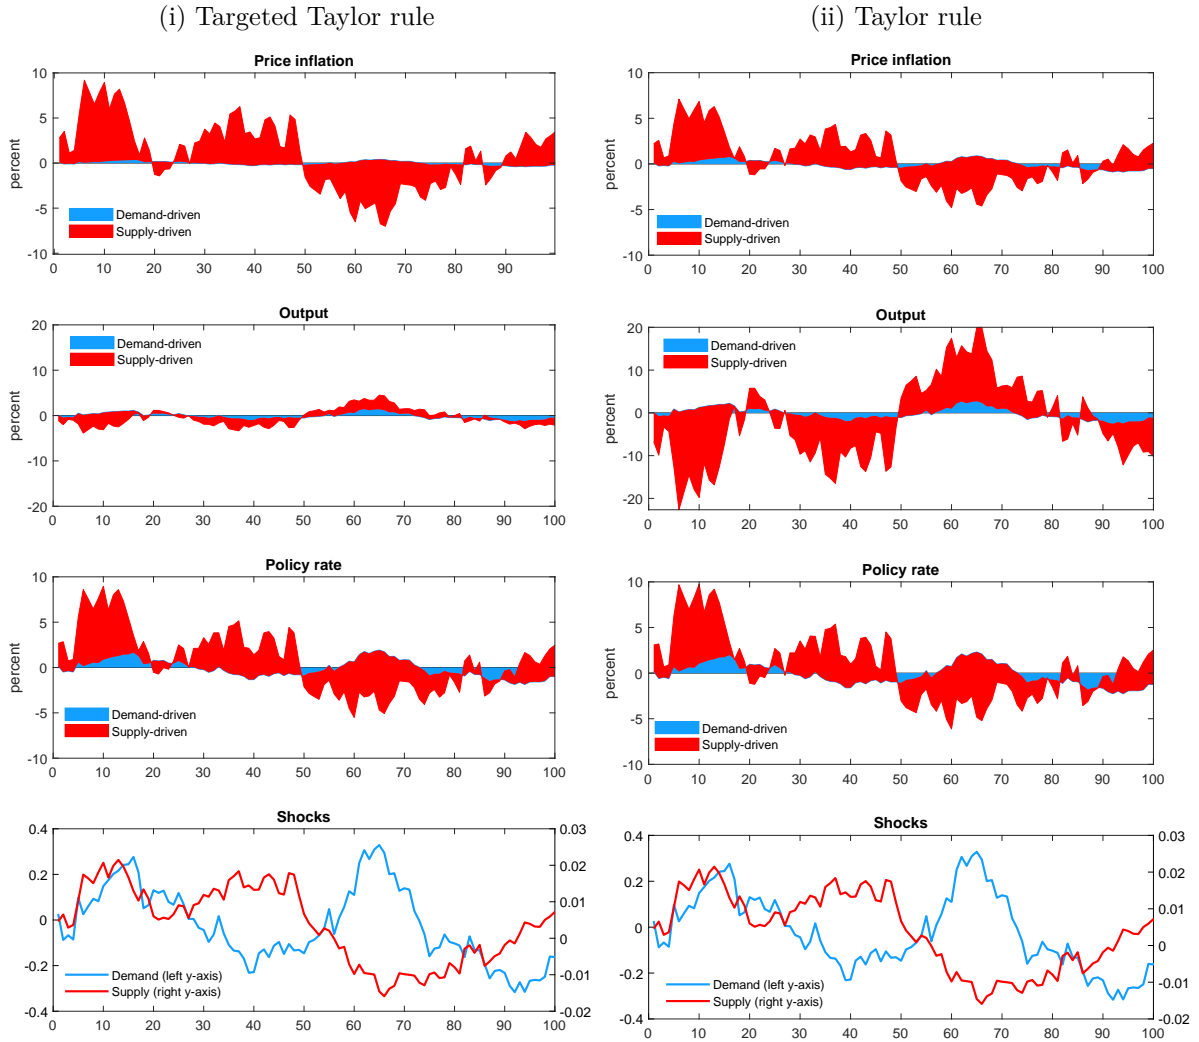 (i) Targeted Taylor rule
Price inflation
percent
10
5
0
-5
-10
Demand-driven
Supply-driven
0 10 20 30 40 50 60 70 80 90
Output
percent
20
10
0
-10
-20
Demand-driven
Supply-driven
0 10 20 30 40 50 60 70 80 90 100
Policy rate
percent
10
5
0
-5
-10
Demand-driven
Supply-driven
0 10 20 30 40 50 60 70 80 90 100
Shocks
0.4
0.2
0
-0.2
-0.4
0.03
0.02
0.01
0
-0.01
-0.02
Demand (left y-axis)
Supply (right y-axis)
0 10 20 30 40 50 60 70 80 90 100
(ii) Taylor rule
Price inflation
percent
10
5
0
-5
-10
Demand-driven
Supply-driven
0 10 20 30 40 50 60 70 80 90 100
Output
percent
20
10
0
-10
-20
Demand-driven
Supply-driven
0 10 20 30 40 50 60 70 80 90 100
Policy rate
percent
10
5
0
-5
-10
Demand-driven
Supply-driven
0 10 20 30 40 50 60 70 80 90 100
Shocks
0.4
0.2
0
-0.2
-0.4
0.03
0.02
0.01
0
-0.01
-0.02
Demand (left y-axis)
Supply (right y-axis)
0 10 20 30 40 50 60 70 80 90 100